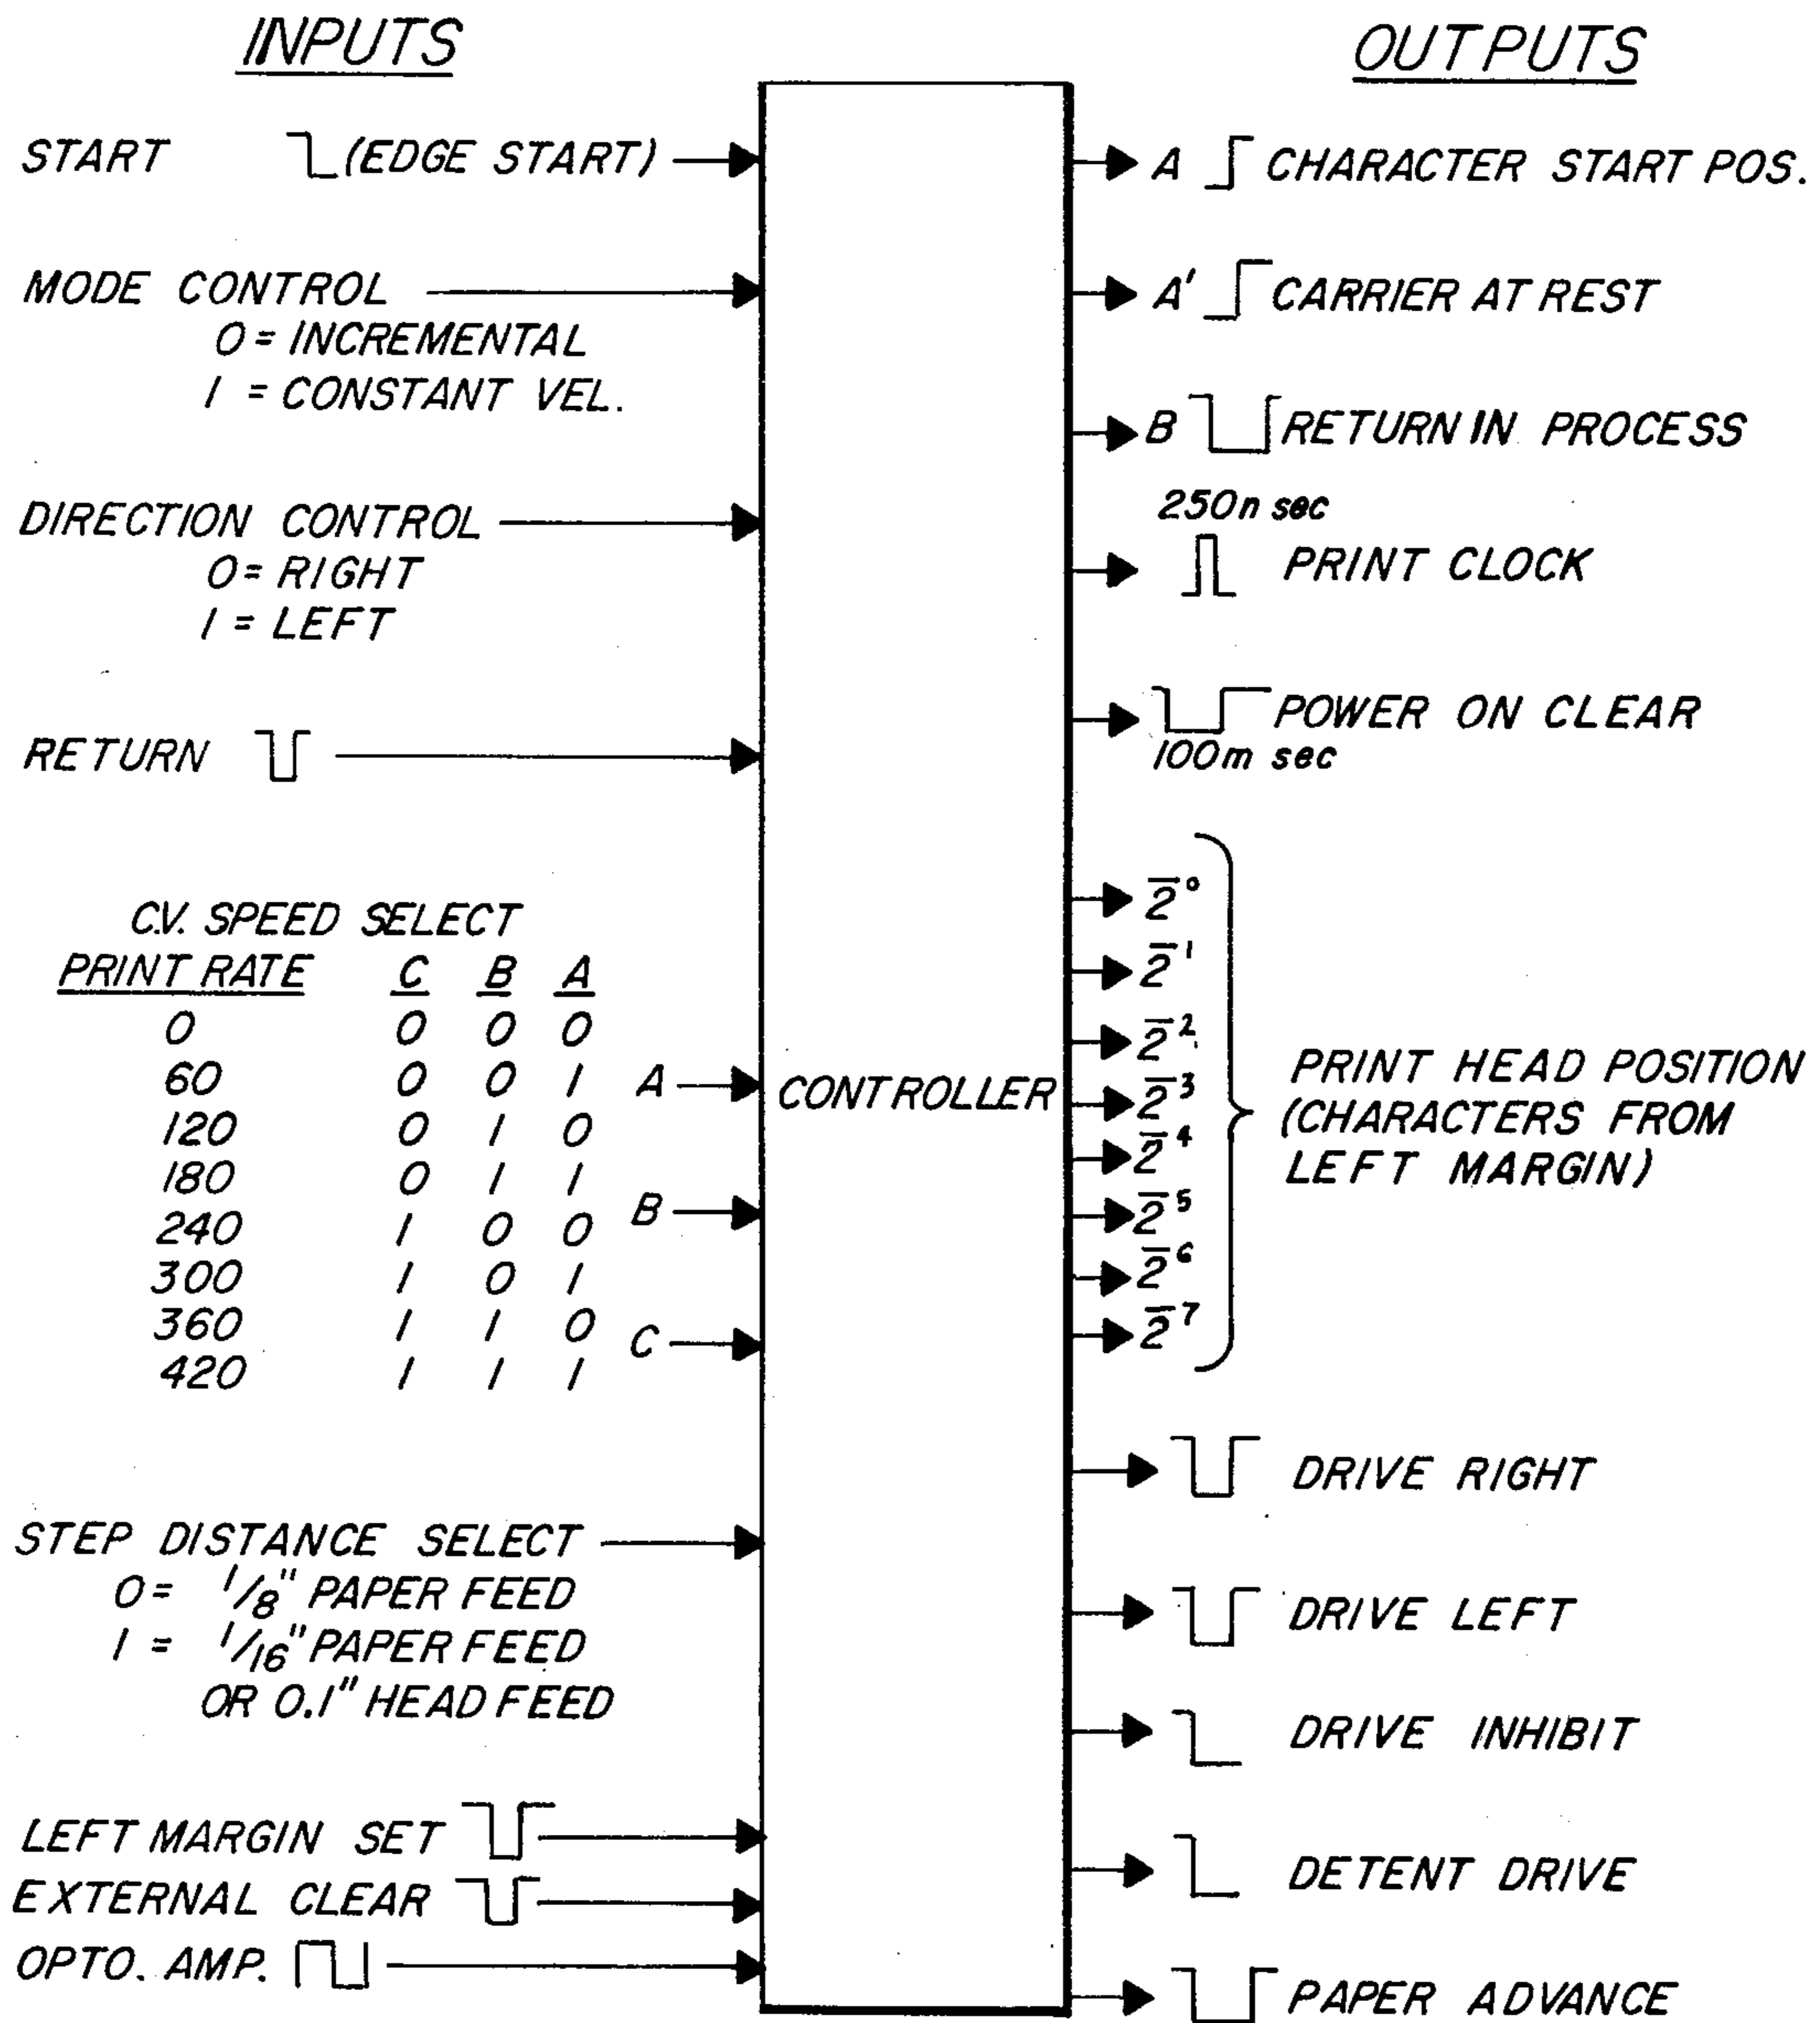 INPUTS
START (EDGE START)
MODE CONTROL
0 = INCREMENTAL
1 = CONSTANT VEL.
DIRECTION CONTROL
0 = RIGHT
1 = LEFT
RETURN
C.V. SPEED SELECT
PRINT RATE C B A
0 0 0 0
60 0 0 1
120 0 1 0
180 0 1 1
240 1 0 0
300 1 0 1
360 1 1 0
420 1 1 1
A
B
C
STEP DISTANCE SELECT
0 = 1/8" PAPER FEED
1 = 1/16" PAPER FEED
OR 0.1" HEAD FEED
LEFT MARGIN SET
EXTERNAL CLEAR
OPTO. AMP.
CONTROLLER
OUTPUTS
A CHARACTER START POS.
A' CARRIER AT REST
B RETURN IN PROCESS
250n sec
PRINT CLOCK
POWER ON CLEAR
100m sec
2̅⁰
2̅¹
2̅²
2̅³
2̅⁴
2̅⁵
2̅⁶
2̅⁷
PRINT HEAD POSITION
(CHARACTERS FROM
LEFT MARGIN)
DRIVE RIGHT
DRIVE LEFT
DRIVE INHIBIT
DETENT DRIVE
PAPER ADVANCE